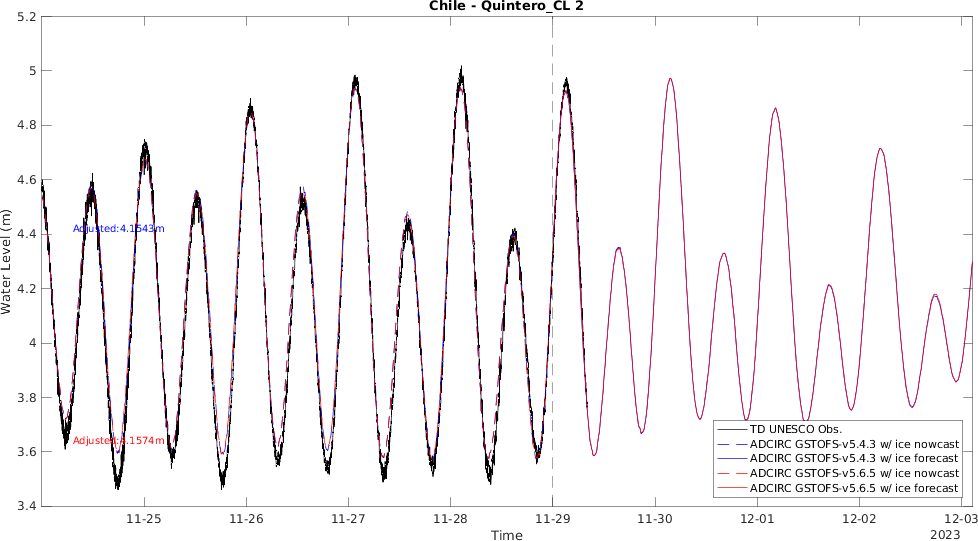 Chile - Quintero_CL 2
5.2
5
4.8
4.6
4.4
4.2
4
3.8
3.6
3.4
Water Level (m)
Adjusted:4.1543m
Adjusted:4.1574m
TD UNESCO Obs.
ADCIRC GSTOFS-v5.4.3 w/ ice nowcast
ADCIRC GSTOFS-v5.4.3 w/ ice forecast
ADCIRC GSTOFS-v5.6.5 w/ ice nowcast
ADCIRC GSTOFS-v5.6.5 w/ ice forecast
11-25 11-26 11-27 11-28 11-29 11-30 12-01 12-02 12-03
2023
Time